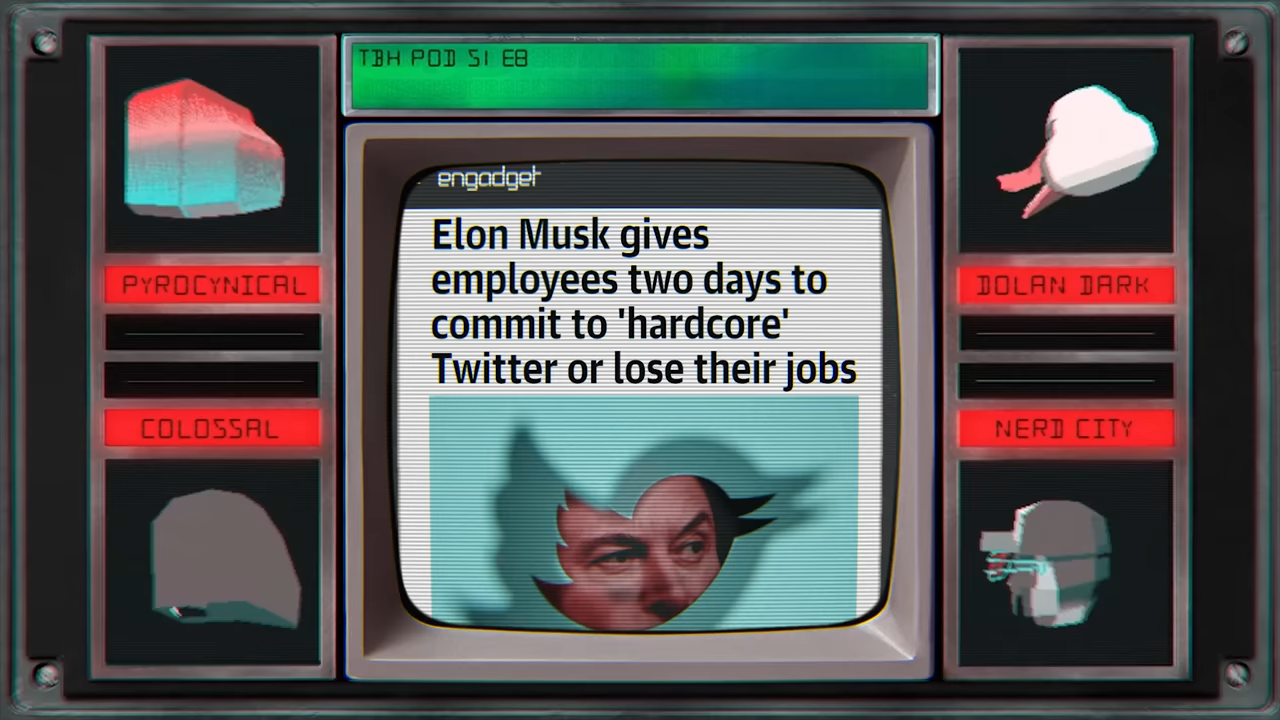 TBH POD S1 E8
PYROCYNICAL
COLOSSAL
engadget
Elon Musk gives
employees two days to
commit to 'hardcore'
Twitter or lose their jobs
DOLAN DARK
NERD CITY